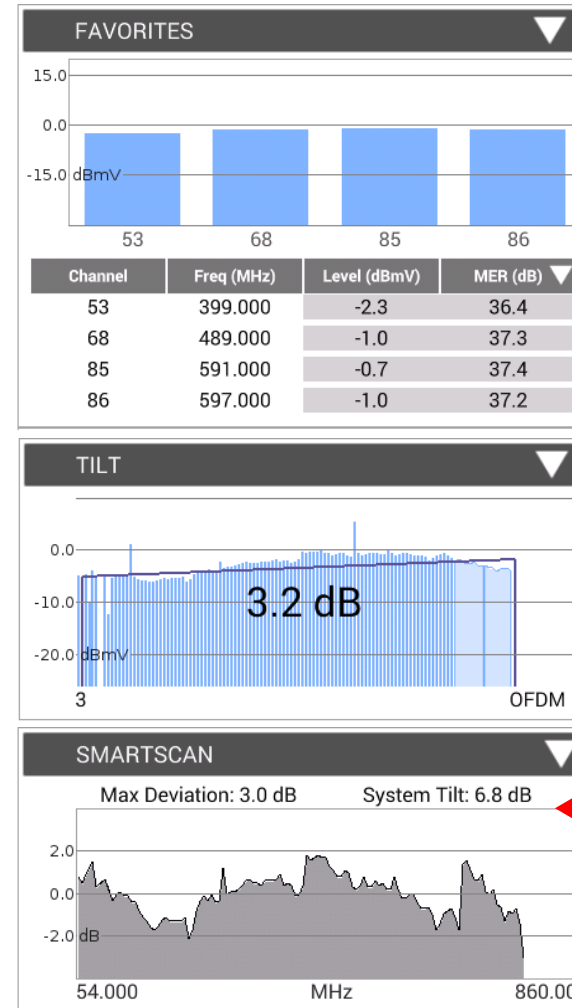 FAVORITES
15.0
0.0
-15.0 dBmV
53 68 85 86
Channel Freq (MHz) Level (dBmV) MER (dB)
53 399.000 -2.3 36.4
68 489.000 -1.0 37.3
85 591.000 -0.7 37.4
86 597.000 -1.0 37.2
TILT
0.0
-10.0
3.2 dB
-20.0 dBmV
3 OFDM
SMARTSCAN
Max Deviation: 3.0 dB System Tilt: 6.8 dB
2.0
0.0
-2.0 dB
54.000 MHz 860.00